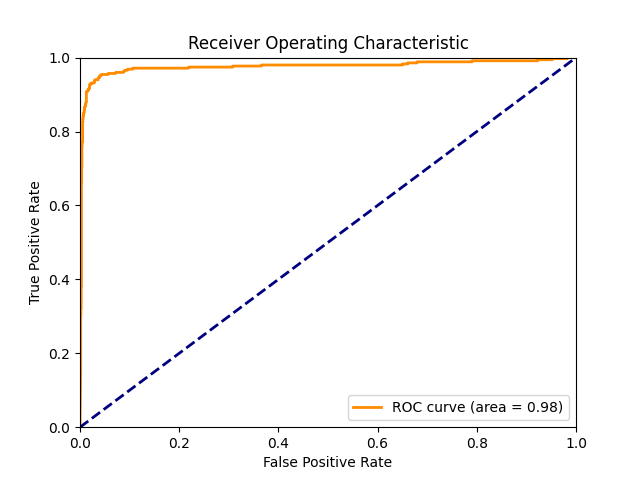 Receiver Operating Characteristic
1.0
0.8
0.6
0.4
0.2
0.0
True Positive Rate
ROC curve (area = 0.98)
0.0 0.2 0.4 0.6 0.8 1.0
False Positive Rate